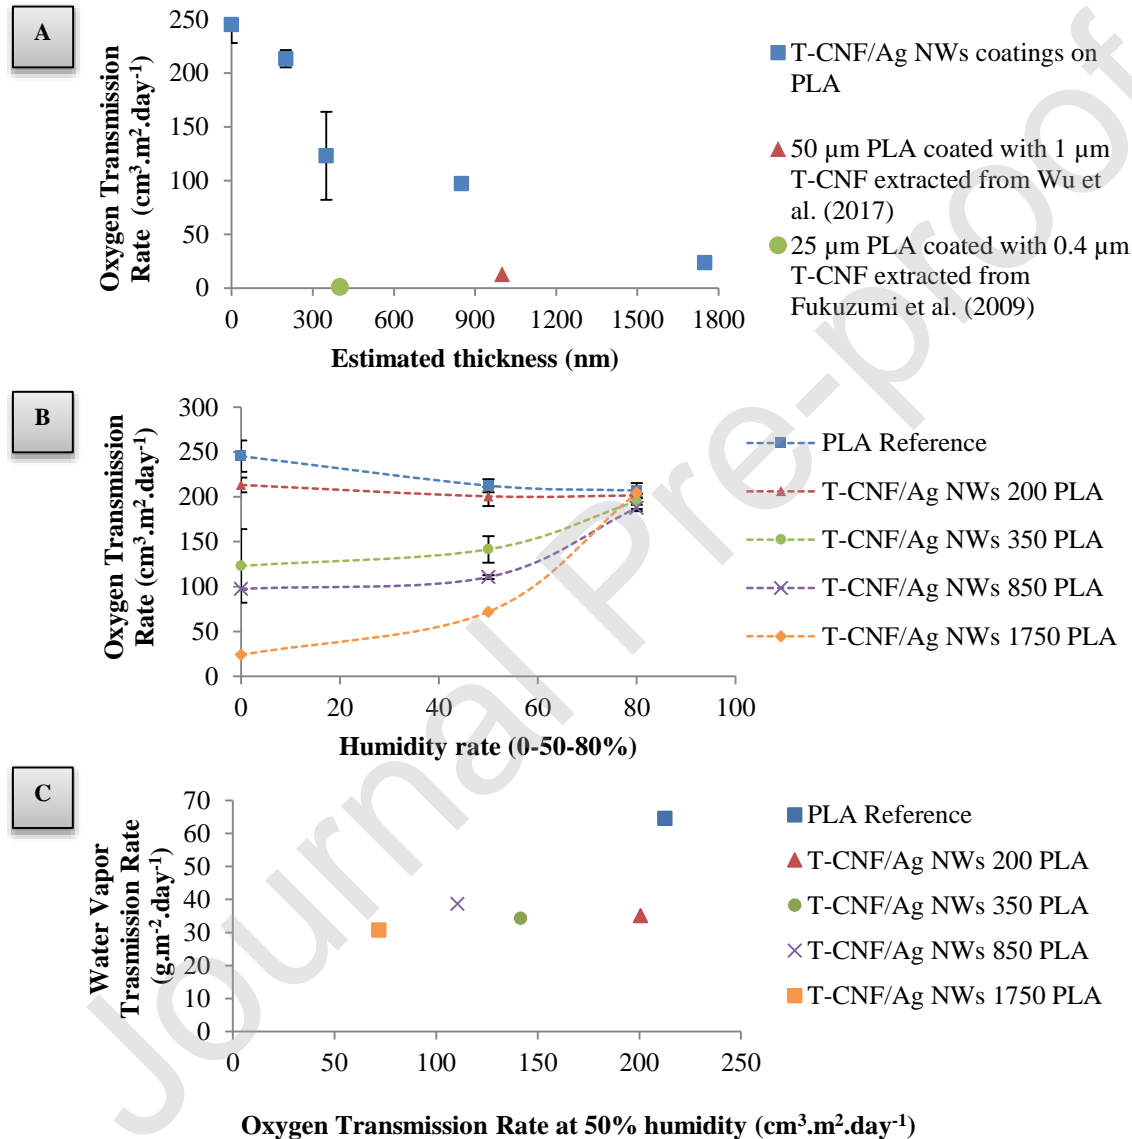 A
250
200
150
100
50
0
0 300 600 900 1200 1500 1800
Oxygen Transmission
Rate (cm³.m².day⁻¹)
Estimated thickness (nm)
T-CNF/Ag NWs coatings on
PLA
50 µm PLA coated with 1 µm
T-CNF extracted from Wu et
al. (2017)
25 µm PLA coated with 0.4 µm
T-CNF extracted from
Fukuzumi et al. (2009)
B
300
250
200
150
100
50
0
0 20 40 60 80 100
Oxygen Transmission
Rate (cm³.m².day⁻¹)
Humidity rate (0-50-80%)
PLA Reference
T-CNF/Ag NWs 200 PLA
T-CNF/Ag NWs 350 PLA
T-CNF/Ag NWs 850 PLA
T-CNF/Ag NWs 1750 PLA
C
70
60
50
40
30
20
10
0
0 50 100 150 200 250
Water Vapor
Trasmission Rate
(g.m⁻².day⁻¹)
Oxygen Transmission Rate at 50% humidity (cm³.m².day⁻¹)
PLA Reference
T-CNF/Ag NWs 200 PLA
T-CNF/Ag NWs 350 PLA
T-CNF/Ag NWs 850 PLA
T-CNF/Ag NWs 1750 PLA
Journal Pre-proof